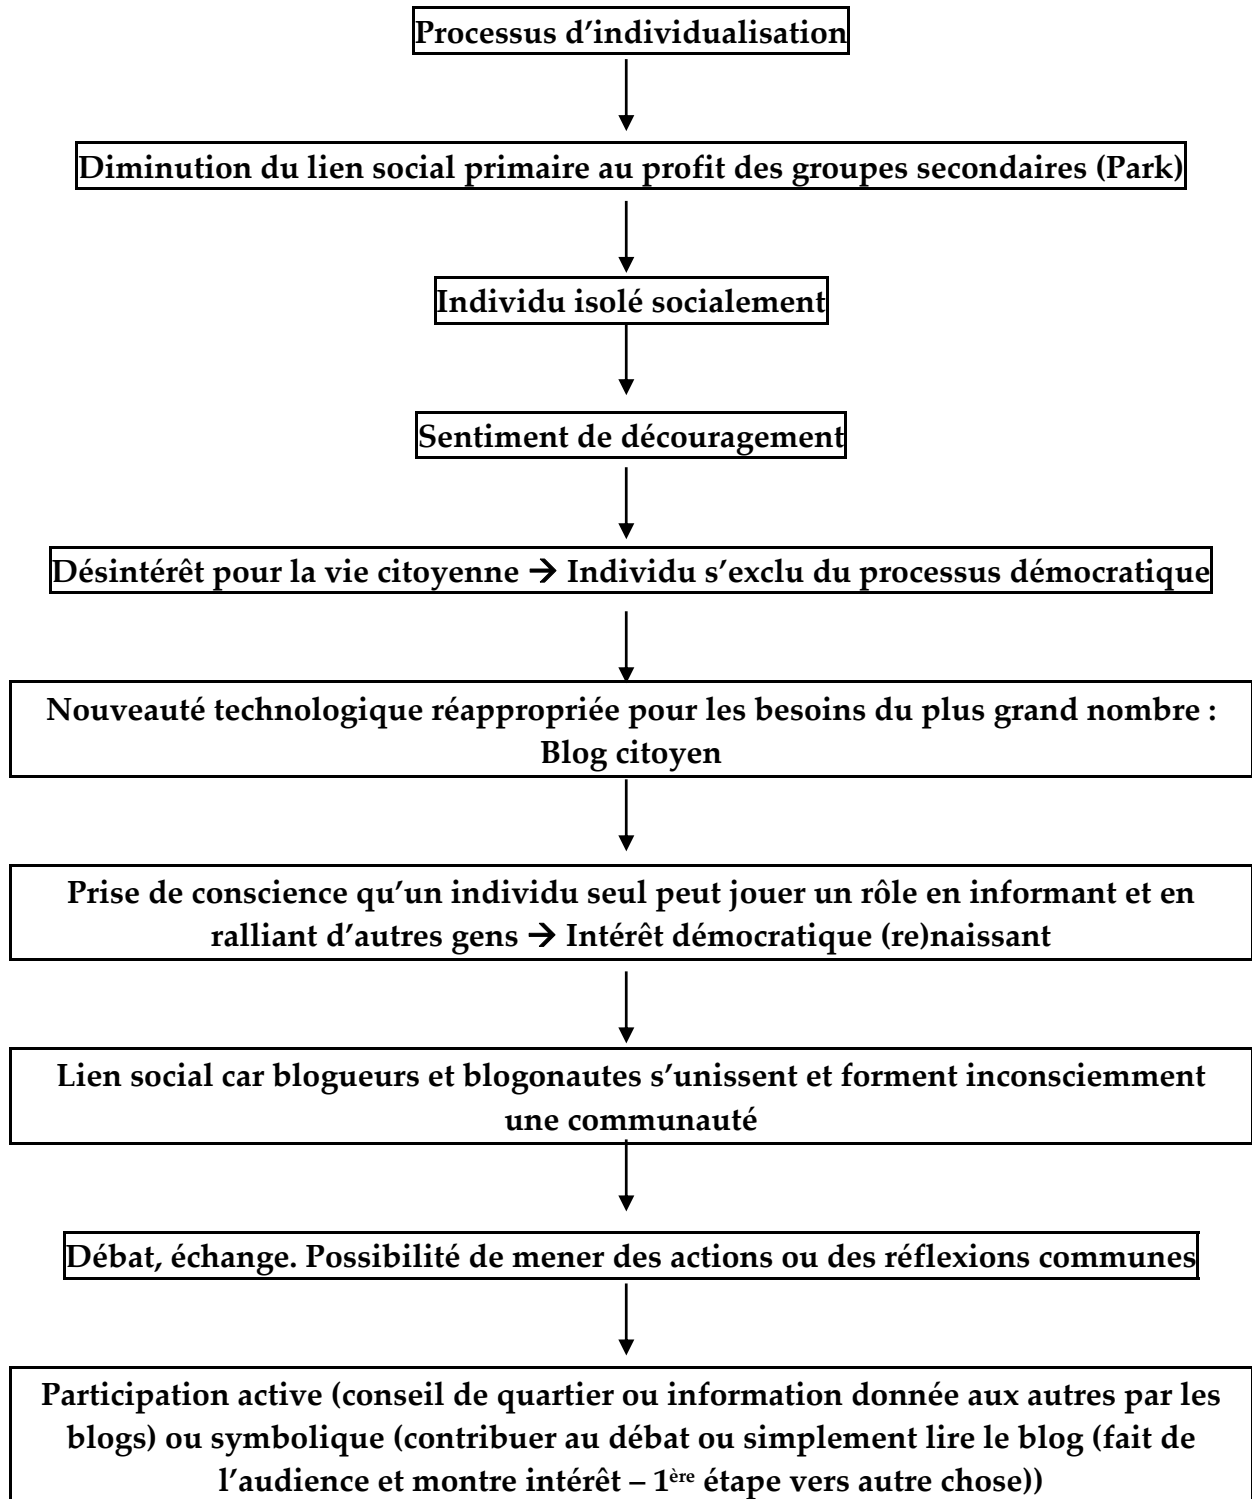 Processus d’individualisation
Diminution du lien social primaire au profit des groupes secondaires (Park)
Individu isolé socialement
Sentiment de découragement
Désintérêt pour la vie citoyenne → Individu s’exclu du processus démocratique
Nouveauté technologique réappropriée pour les besoins du plus grand nombre :
Blog citoyen
Prise de conscience qu’un individu seul peut jouer un rôle en informant et en
ralliant d’autres gens → Intérêt démocratique (re)naissant
Lien social car blogueurs et blogonautes s’unissent et forment inconsciemment
une communauté
Débat, échange. Possibilité de mener des actions ou des réflexions communes
Participation active (conseil de quartier ou information donnée aux autres par les
blogs) ou symbolique (contribuer au débat ou simplement lire le blog (fait de
l’audience et montre intérêt – 1ère étape vers autre chose))